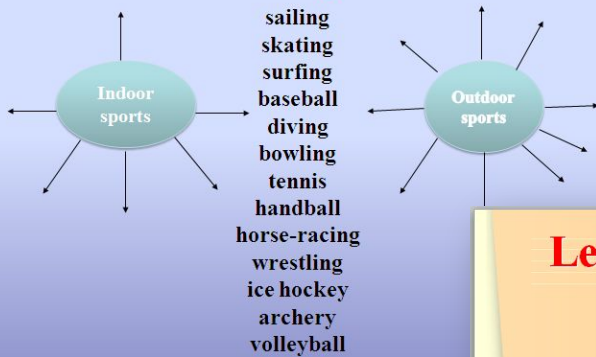 Indoor
sports
sailing
skating
surfing
baseball
diving
bowling
tennis
handball
horse-racing
wrestling
ice hockey
archery
volleyball
Outdoor
sports
Le